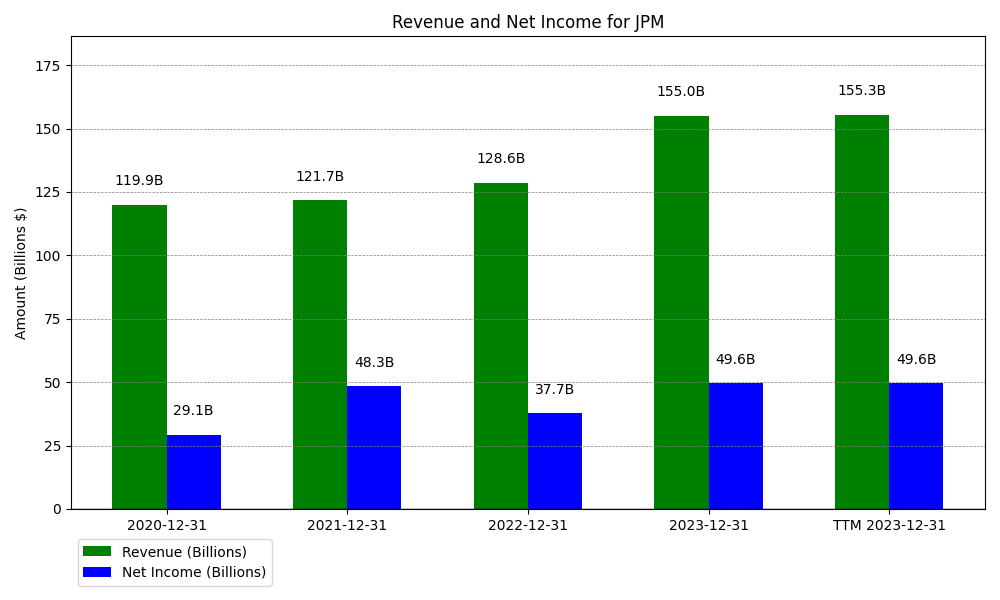 Revenue and Net Income for JPM
Amount (Billions $)
175
150
125
100
75
50
25
0
119.9B
29.1B
121.7B
48.3B
128.6B
37.7B
155.0B
49.6B
155.3B
49.6B
2020-12-31
2021-12-31
2022-12-31
2023-12-31
TTM 2023-12-31
Revenue (Billions)
Net Income (Billions)